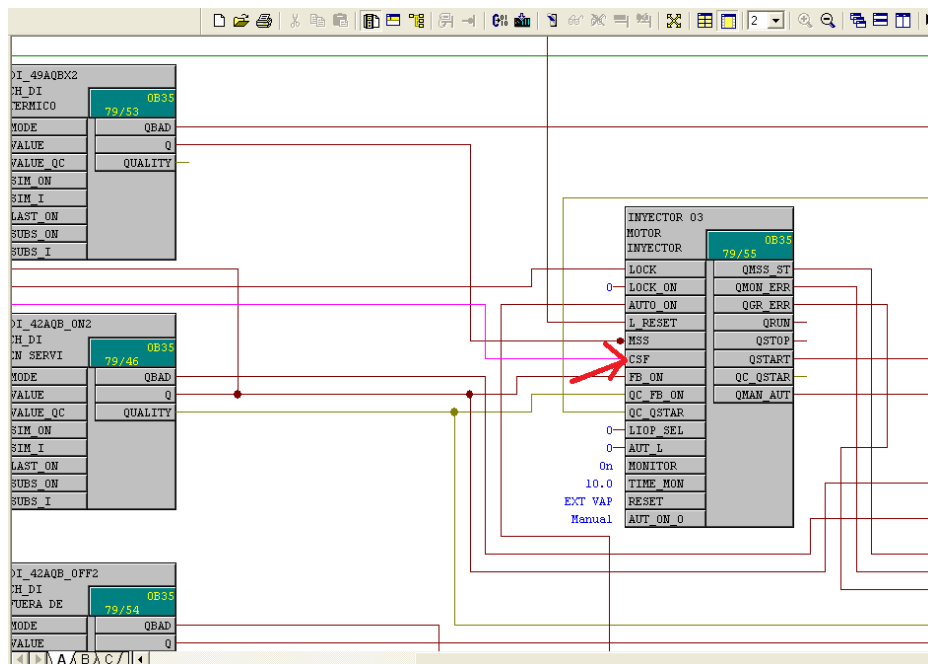 2
DI_49AQBX2
CH_DI
TERMICO
OB35
79/53
MODE QBAD
VALUE Q
VALUE_QC QUALITY
SIM_ON
SIM_I
LAST_ON
SUBS_ON
SUBS_I
INYECTOR 03
MOTOR
INYECTOR
OB35
79/55
LOCK QMSS_ST
0 LOCK_ON QMON_ERR
AUTO_ON QGR_ERR
L_RESET QRUN
MSS QSTOP
CSF QSTART
FB_ON QC_QSTAR
QC_FB_ON QMAN_AUT
QC_QSTAR
0 LIOP_SEL
0 AUT_L
On MONITOR
10.0 TIME_MON
EXT VAP RESET
Manual AUT_ON_O
DI_42AQB_ON2
CH_DI
EN SERVI
OB35
79/46
MODE QBAD
VALUE Q
VALUE_QC QUALITY
SIM_ON
SIM_I
LAST_ON
SUBS_ON
SUBS_I
DI_42AQB_OFF2
CH_DI
FUERA DE
OB35
79/54
MODE QBAD
VALUE Q
A B C